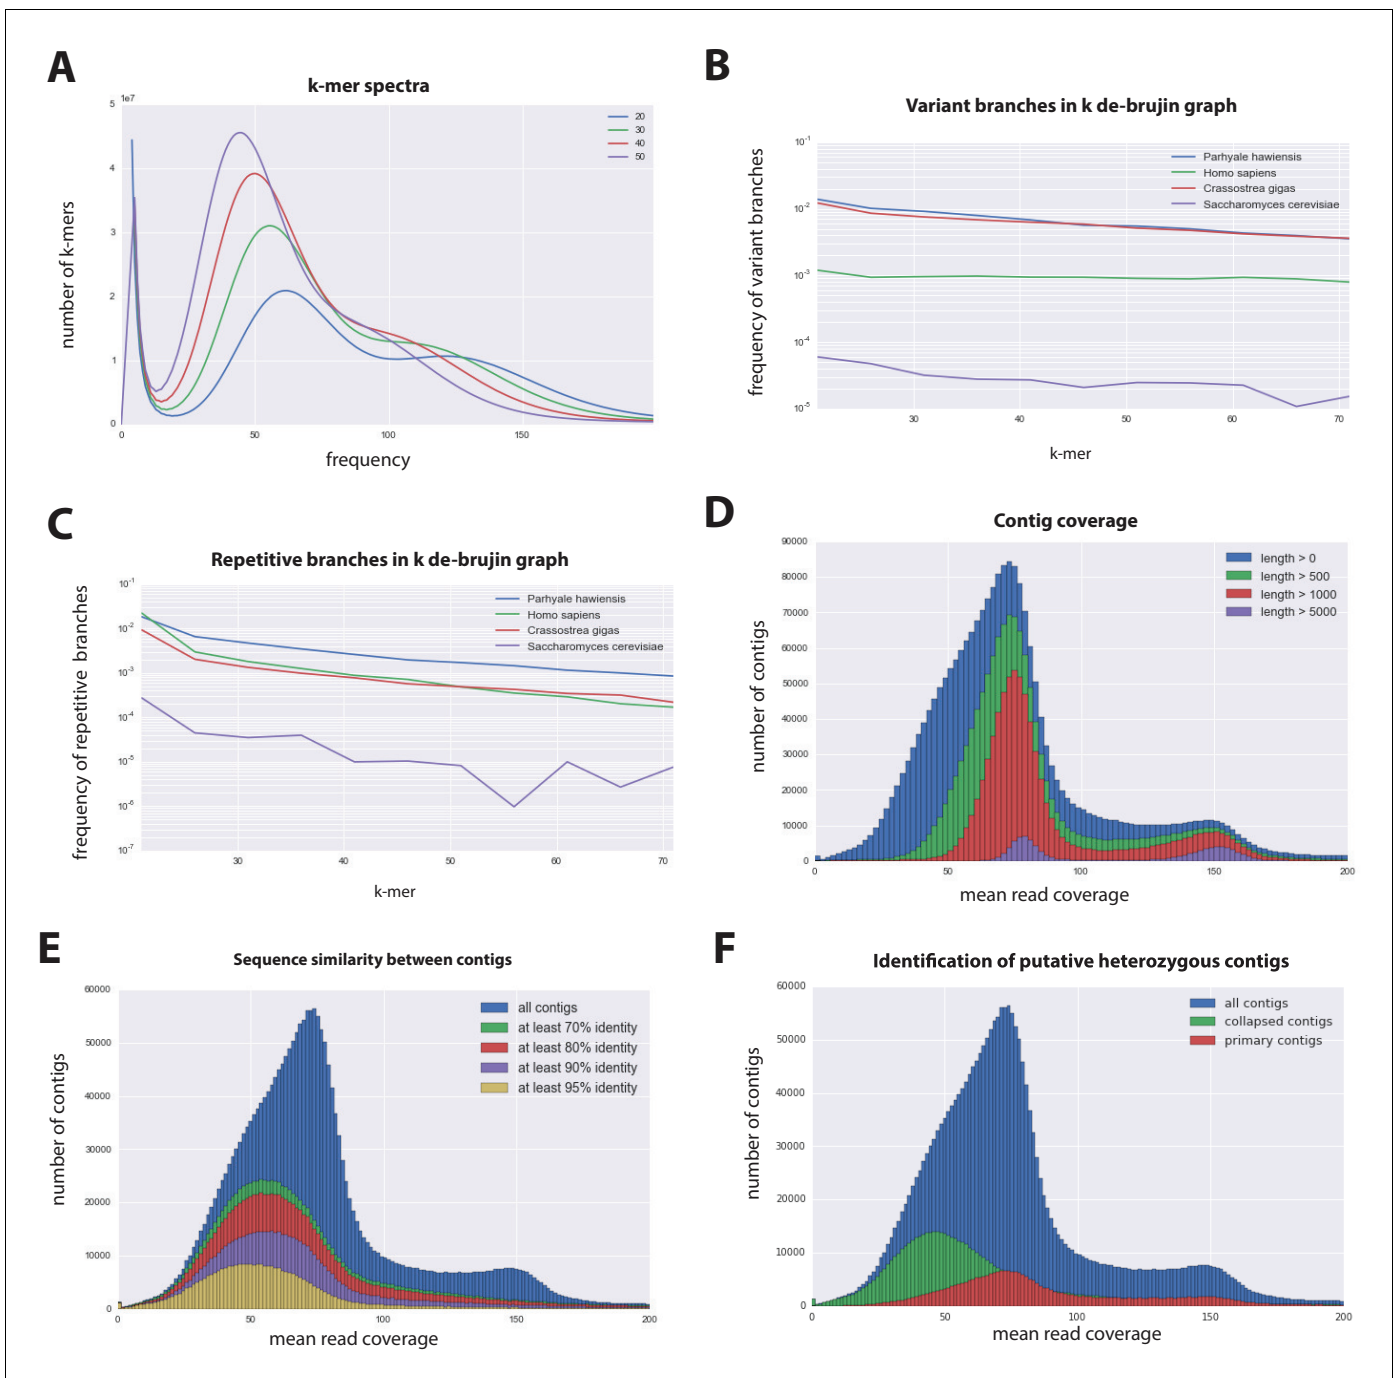 A
k-mer spectra
1e7
5
4
3
2
1
0
0
50
100
150
20
30
40
50
number of k-mers
frequency
B
Variant branches in k de-brujin graph
10-1
10-2
10-3
10-4
10-5
30
40
50
60
70
Parhyale hawiensis
Homo sapiens
Crassostrea gigas
Saccharomyces cerevisiae
frequency of variant branches
k-mer
C
Repetitive branches in k de-brujin graph
10-1
10-2
10-3
10-4
10-5
10-6
10-7
30
40
50
60
70
Parhyale hawiensis
Homo sapiens
Crassostrea gigas
Saccharomyces cerevisiae
frequency of repetitive branches
k-mer
D
Contig coverage
90000
80000
70000
60000
50000
40000
30000
20000
10000
0
0
50
100
150
200
length > 0
length > 500
length > 1000
length > 5000
number of contigs
mean read coverage
E
Sequence similarity between contigs
60000
50000
40000
30000
20000
10000
0
0
50
100
150
200
all contigs
at least 70% identity
at least 80% identity
at least 90% identity
at least 95% identity
number of contigs
mean read coverage
F
Identification of putative heterozygous contigs
60000
50000
40000
30000
20000
10000
0
0
50
100
150
200
all contigs
collapsed contigs
primary contigs
number of contigs
mean read coverage